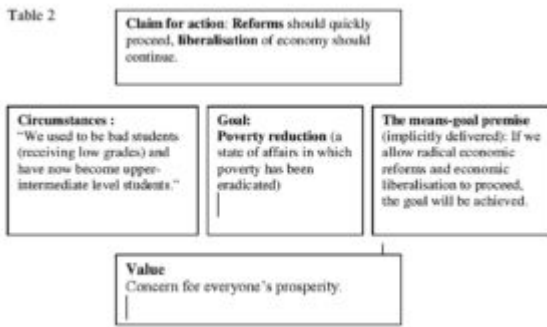 Table 2
Claim for action: Reforms should quickly
proceed, liberalisation of economy should
continue.
Circumstances :
"We used to be bad students
(receiving low grades) and
have now become upper-
intermediate level students."
Goal:
Poverty reduction (a
state of affairs in which
poverty has been
eradicated)
The means-goal premise
(implicitly delivered): If we
allow radical economic
reforms and economic
liberalisation to proceed,
the goal will be achieved.
Value
Concern for everyone's prosperity.